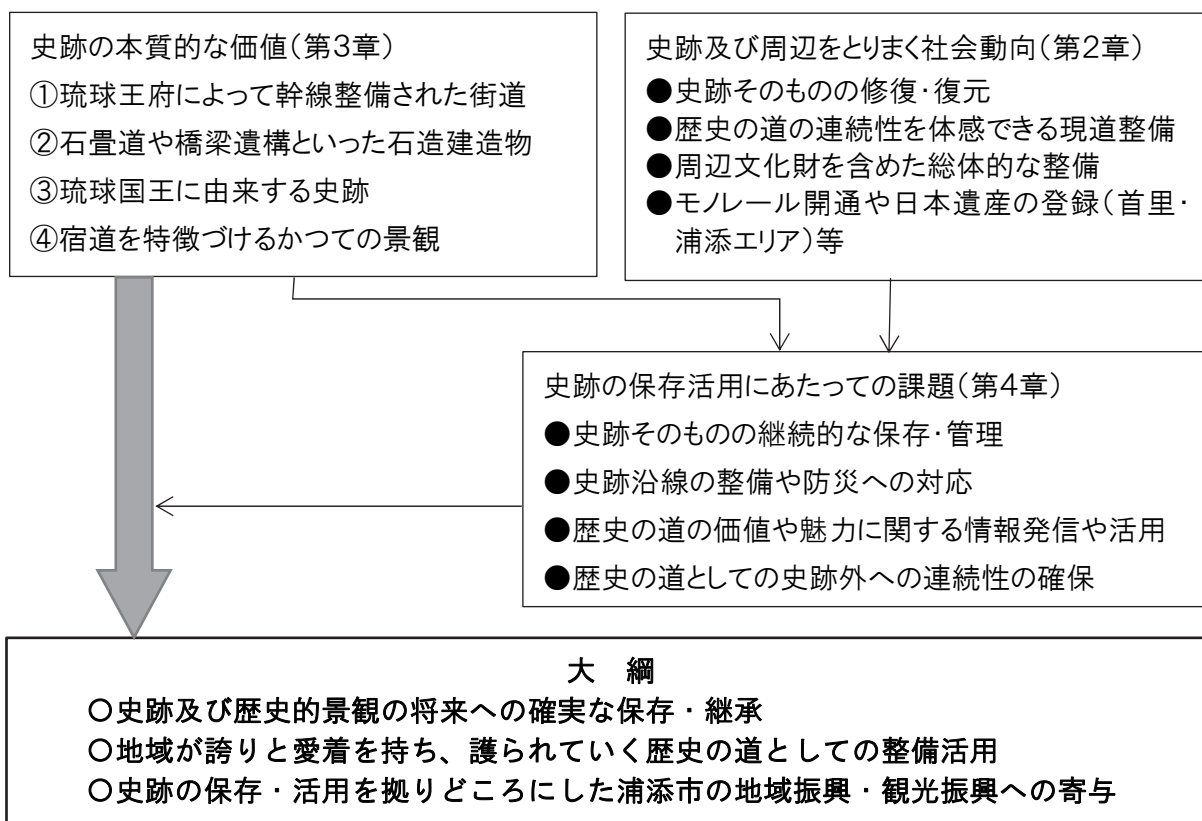 史跡の本質的な価値(第3章)
①琉球王府によって幹線整備された街道
②石畳道や橋梁遺構といった石造建造物
③琉球国王に由来する史跡
④宿道を特徴づけるかつての景観
史跡及び周辺をとりまく社会動向(第2章)
●史跡そのものの修復・復元
●歴史の道の連続性を体感できる現道整備
●周辺文化財を含めた総体的な整備
●モノレール開通や日本遺産の登録(首里・
浦添エリア)等
史跡の保存活用にあたっての課題(第4章)
●史跡そのものの継続的な保存・管理
●史跡沿線の整備や防災への対応
●歴史の道の価値や魅力に関する情報発信や活用
●歴史の道としての史跡外への連続性の確保
大 綱
○史跡及び歴史的景観の将来への確実な保存・継承
○地域が誇りと愛着を持ち、護られていく歴史の道としての整備活用
○史跡の保存・活用を拠りどころにした浦添市の地域振興・観光振興への寄与